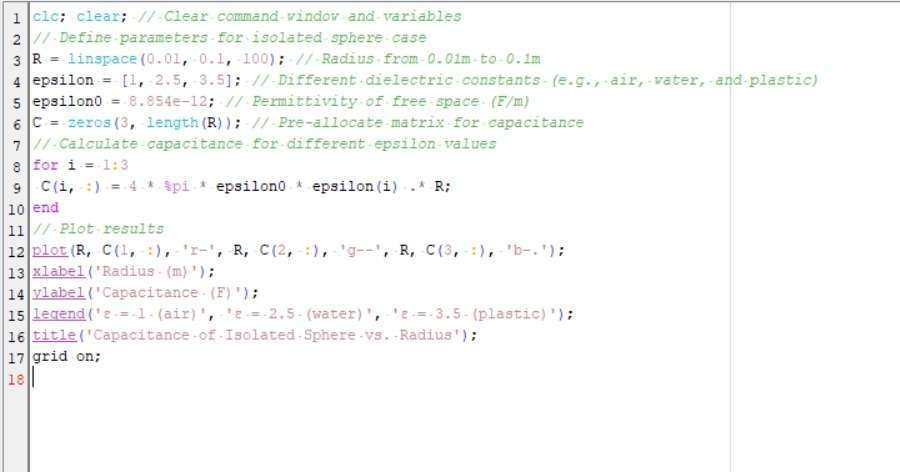 1 clc; clear; // Clear command window and variables
2 // Define parameters for isolated sphere case
3 R = linspace(0.01, 0.1, 100); // Radius from 0.01m to 0.1m
4 epsilon = [1, 2.5, 3.5]; // Different dielectric constants (e.g., air, water, and plastic)
5 epsilon0 = 8.854e-12; // Permittivity of free space (F/m)
6 C = zeros(3, length(R)); // Pre-allocate matrix for capacitance
7 // Calculate capacitance for different epsilon values
8 for i = 1:3
9  C(i, :) = 4 * %pi * epsilon0 * epsilon(i) .* R;
10 end
11 // Plot results
12 plot(R, C(1, :), 'r-', R, C(2, :), 'g--', R, C(3, :), 'b-.');
13 xlabel('Radius (m)');
14 ylabel('Capacitance (F)');
15 legend('ε = 1 (air)', 'ε = 2.5 (water)', 'ε = 3.5 (plastic)');
16 title('Capacitance of Isolated Sphere vs. Radius');
17 grid on;
18